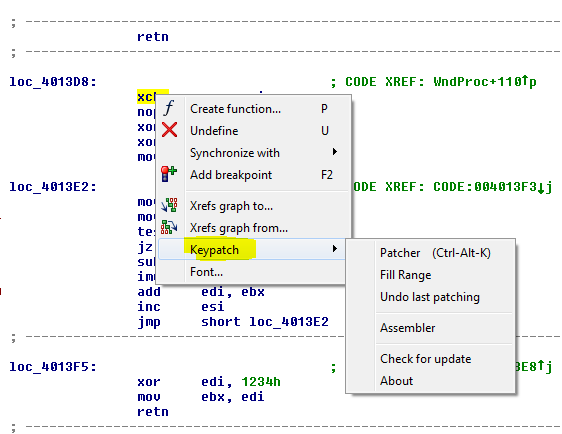 ; ------------------------------------------------------------
retn
; ------------------------------------------------------------
loc_4013D8: ; CODE XREF: WndProc+110↑p
xch
nop
xor
xor
mov
loc_4013E2: CODE XREF: CODE:004013F3↓j
mov
mov
tes
jz
sub
imu
add edi, ebx
inc esi
jmp short loc_4013E2
; ------------------------------------------------------------
loc_4013F5: ; 3E8↑j
xor edi, 1234h
mov ebx, edi
retn
; ------------------------------------------------------------
Create function... P
Undefine U
Synchronize with
Add breakpoint F2
Xrefs graph to...
Xrefs graph from...
Keypatch
Font...
Patcher (Ctrl-Alt-K)
Fill Range
Undo last patching
Assembler
Check for update
About